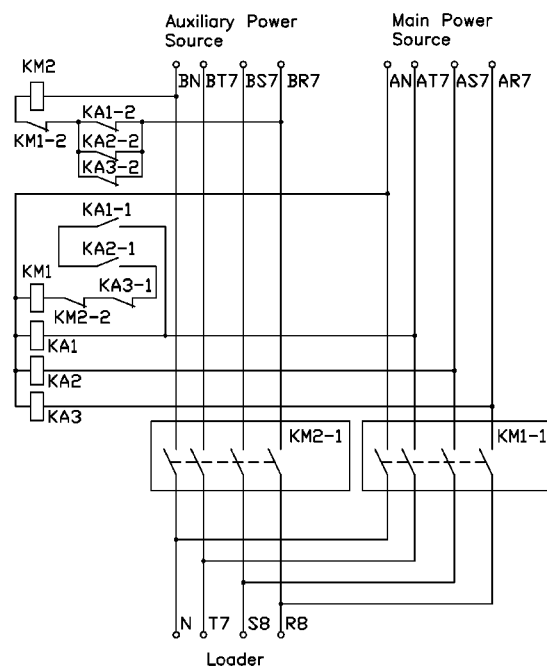 Auxiliary Power
Source
Main Power
Source
KM2
BN BT7 BS7 BR7
AN AT7 AS7 AR7
KA1-2
KM1-2
KA2-2
KA3-2
KA1-1
KA2-1
KM1
KA3-1
KM2-2
KA1
KA2
KA3
KM2-1
KM1-1
N T7 S8 R8
Loader